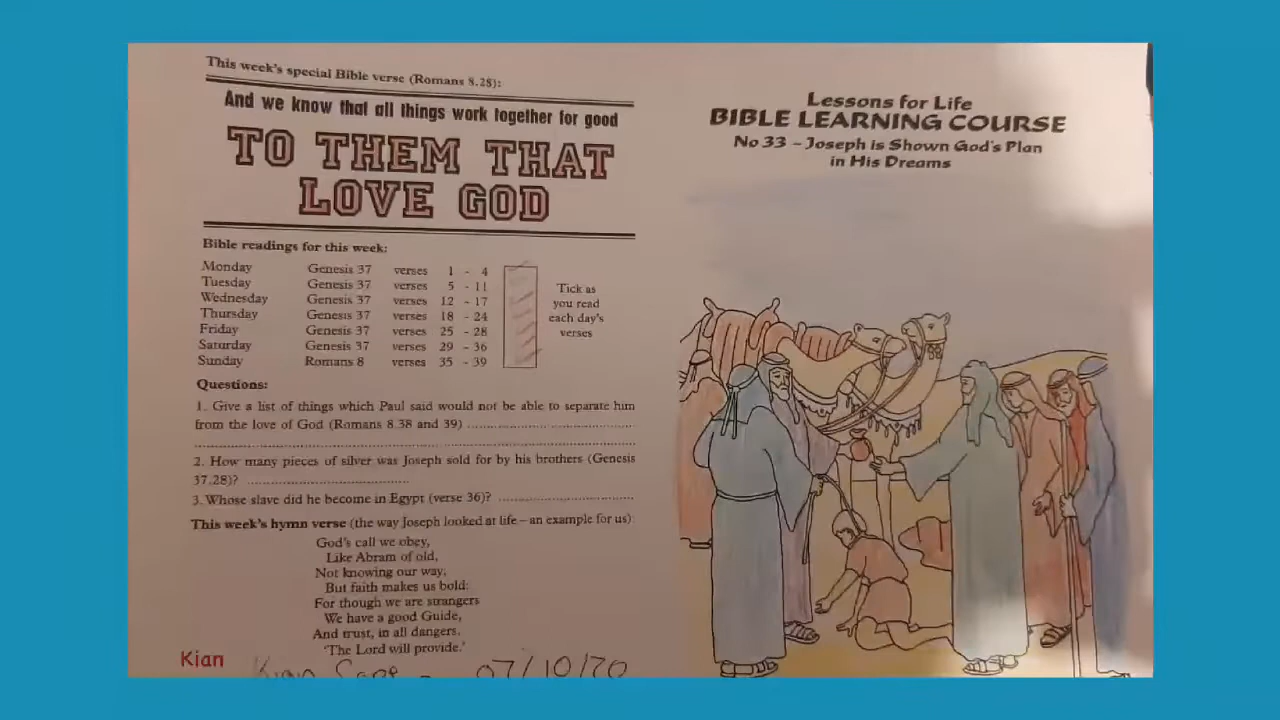 This week's special Bible verse (Romans 8.28):
And we know that all things work together for good
TO THEM THAT
LOVE GOD
Bible readings for this week:
Monday Genesis 37 verses 1 - 4
Tuesday Genesis 37 verses 5 - 11
Wednesday Genesis 37 verses 12 - 17
Thursday Genesis 37 verses 18 - 24
Friday Genesis 37 verses 25 - 28
Saturday Genesis 37 verses 29 - 36
Sunday Romans 8 verses 35 - 39
Tick as
you read
each day's
verses
Questions:
1. Give a list of things which Paul said would not be able to separate him
from the love of God (Romans 8.38 and 39) ........................................
2. How many pieces of silver was Joseph sold for by his brothers (Genesis
37.28)? ........................................
3. Whose slave did he become in Egypt (verse 36)? ................................
This week's hymn verse (the way Joseph looked at life – an example for us):
God's call we obey,
Like Abram of old,
Not knowing our way,
But faith makes us bold:
For though we are strangers
We have a good Guide,
And trust, in all dangers,
'The Lord will provide.'
Kian
Kian 07/10/20
Lessons for Life
BIBLE LEARNING COURSE
No 33 – Joseph is Shown God's Plan
in His Dreams